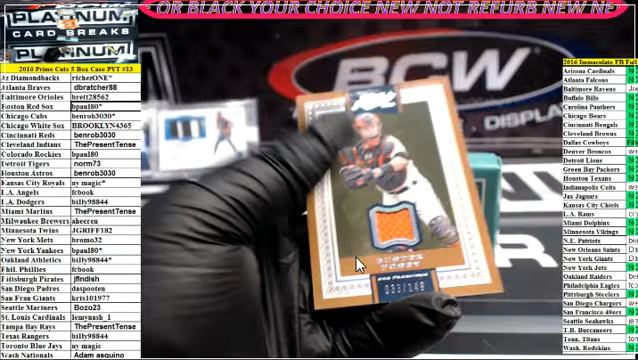 OR BLACK YOUR CHOICE NEW NOT REFURB NEW NE
PLATINUM
CARD BREAKS
PLATINUM
BCW
DISPLAY
2016 Prime Cuts 5 Box Case PYT #13
Az Diamondbacks richezONE*
Atlanta Braves dbratcher88
Baltimore Orioles brett28562
Boston Red Sox hpaul80*
Chicago Cubs benrob3030*
Chicago White Sox BROOKLYN4365
Cincinnati Reds benrob3030
Cleveland Indians ThePresentTense
Colorado Rockies hpaul80
Detroit Tigers norm73
Houston Astros benrob3030
Kansas City Royals ny magic*
L.A. Angels fcbook
L.A. Dodgers billy98844
Miami Marlins ThePresentTense
Milwaukee Brewers aheeren
Minnesota Twins JGRIFF182
New York Mets bromo32
New York Yankees bpaul80*
Oakland Athletics billy98844*
Phil. Phillies fcbook
Pittsburgh Pirates jfindish
San Diego Padres daspooten
San Fran Giants kris101977
Seattle Mariners Bozo23
St. Louis Cardinals lemynash_1
Tampa Bay Rays ThePresentTense
Texas Rangers billy98844
Toronto Blue Jays ny magic
Wash Nationals Adam asquino
BUSTER
POSEY
SAN FRANCISCO
033/149
2016 Immaculate FB Full
Arizona Cardinals
Atlanta Falcons
Baltimore Ravens
Buffalo Bills
Carolina Panthers
Chicago Bears
Cincinnati Bengals
Cleveland Browns
Dallas Cowboys
Denver Broncos
Detroit Lions
Green Bay Packers
Houston Texans
Indianapolis Colts
Jax Jaguars
Kansas City Chiefs
L.A. Rams
Miami Dolphins
Minnesota Vikings
N.E. Patriots
New Orleans Saints
New York Giants
New York Jets
Oakland Raiders
Philadelphia Eagles
Pittsburgh Steelers
San Diego Chargers
San Francisco 49ers
Seattle Seahawks
T.B. Buccaneers
Tenn. Titans
Wash. Redskins